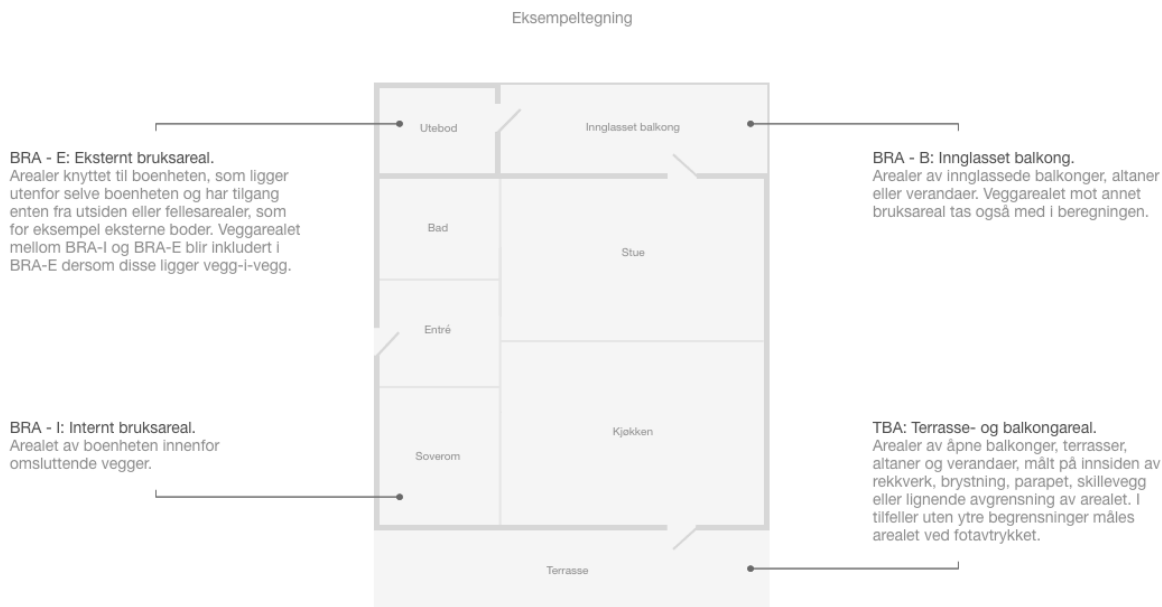 Eksempeltegning
Utebod
Innglasset balkong
BRA - E: Eksternt bruksareal.
Arealer knyttet til boenheten, som ligger
utenfor selve boenheten og har tilgang
enten fra utsiden eller fellesarealer, som
for eksempel eksterne boder. Veggarealet
mellom BRA-I og BRA-E blir inkludert i
BRA-E dersom disse ligger vegg-i-vegg.
BRA - B: Innglasset balkong.
Arealer av innglassede balkonger, altaner
eller verandaer. Veggarealet mot annet
bruksareal tas også med i beregningen.
Bad
Stue
Entré
Kjøkken
Soverom
BRA - I: Internt bruksareal.
Arealet av boenheten innenfor
omsluttende vegger.
TBA: Terrasse- og balkongareal.
Arealer av åpne balkonger, terrasser,
altaner og verandaer, målt på innsiden av
rekkverk, brystning, parapet, skillevegg
eller lignende avgrensning av arealet. I
tilfeller uten ytre begrensninger måles
arealet ved fotavtrykket.
Terrasse